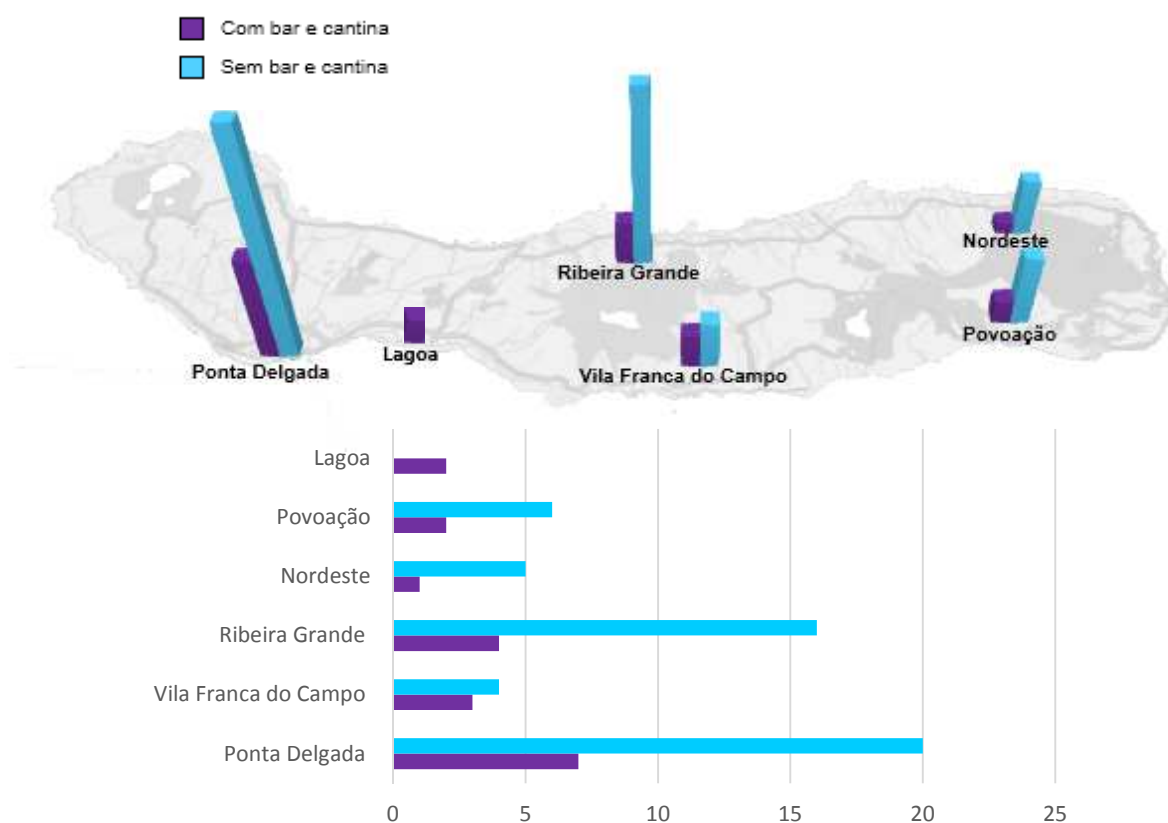 Com bar e cantina
Sem bar e cantina
Nordeste
Ribeira Grande
Povoação
Lagoa
Ponta Delgada
Vila Franca do Campo
Lagoa
Povoação
Nordeste
Ribeira Grande
Vila Franca do Campo
Ponta Delgada
0 5 10 15 20 25